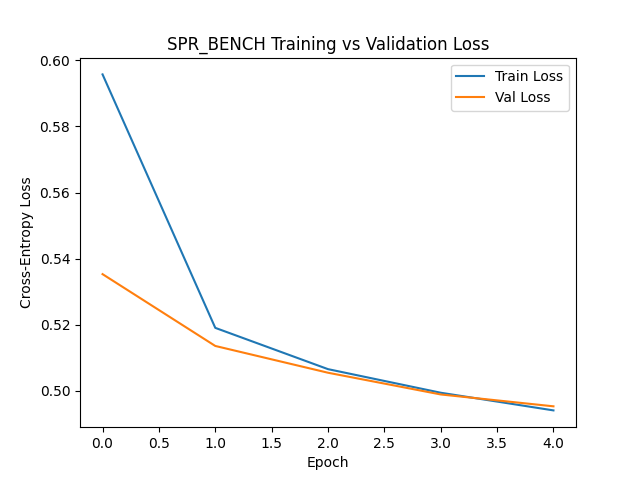 SPR_BENCH Training vs Validation Loss
Train Loss
Val Loss
Cross-Entropy Loss
0.60
0.58
0.56
0.54
0.52
0.50
0.0 0.5 1.0 1.5 2.0 2.5 3.0 3.5 4.0
Epoch